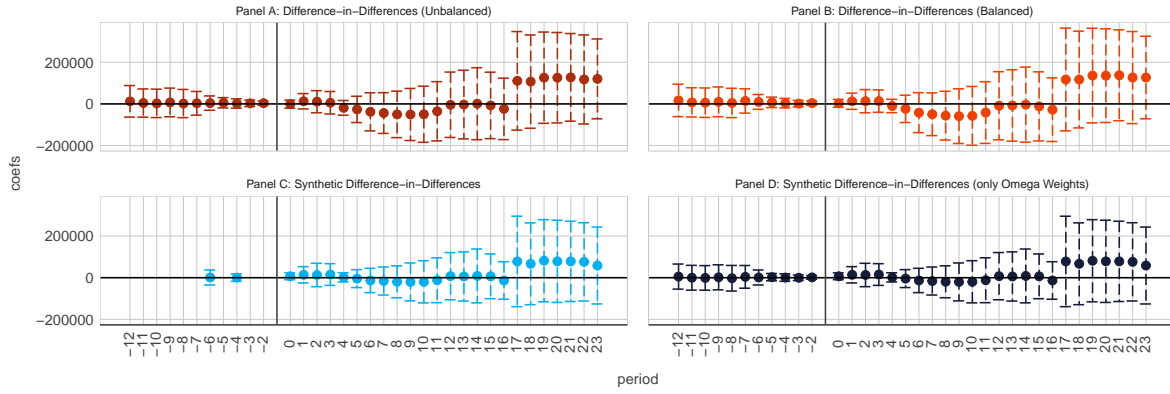 Panel A: Difference−in−Differences (Unbalanced)
Panel B: Difference−in−Differences (Balanced)
200000
0
−200000
Panel C: Synthetic Difference−in−Differences
Panel D: Synthetic Difference−in−Differences (only Omega Weights)
200000
0
−200000
coefs
−12 −11 −10 −9 −8 −7 −6 −5 −4 −3 −2 0 1 2 3 4 5 6 7 8 9 10 11 12 13 14 15 16 17 18 19 20 21 22 23
−12 −11 −10 −9 −8 −7 −6 −5 −4 −3 −2 0 1 2 3 4 5 6 7 8 9 10 11 12 13 14 15 16 17 18 19 20 21 22 23
period